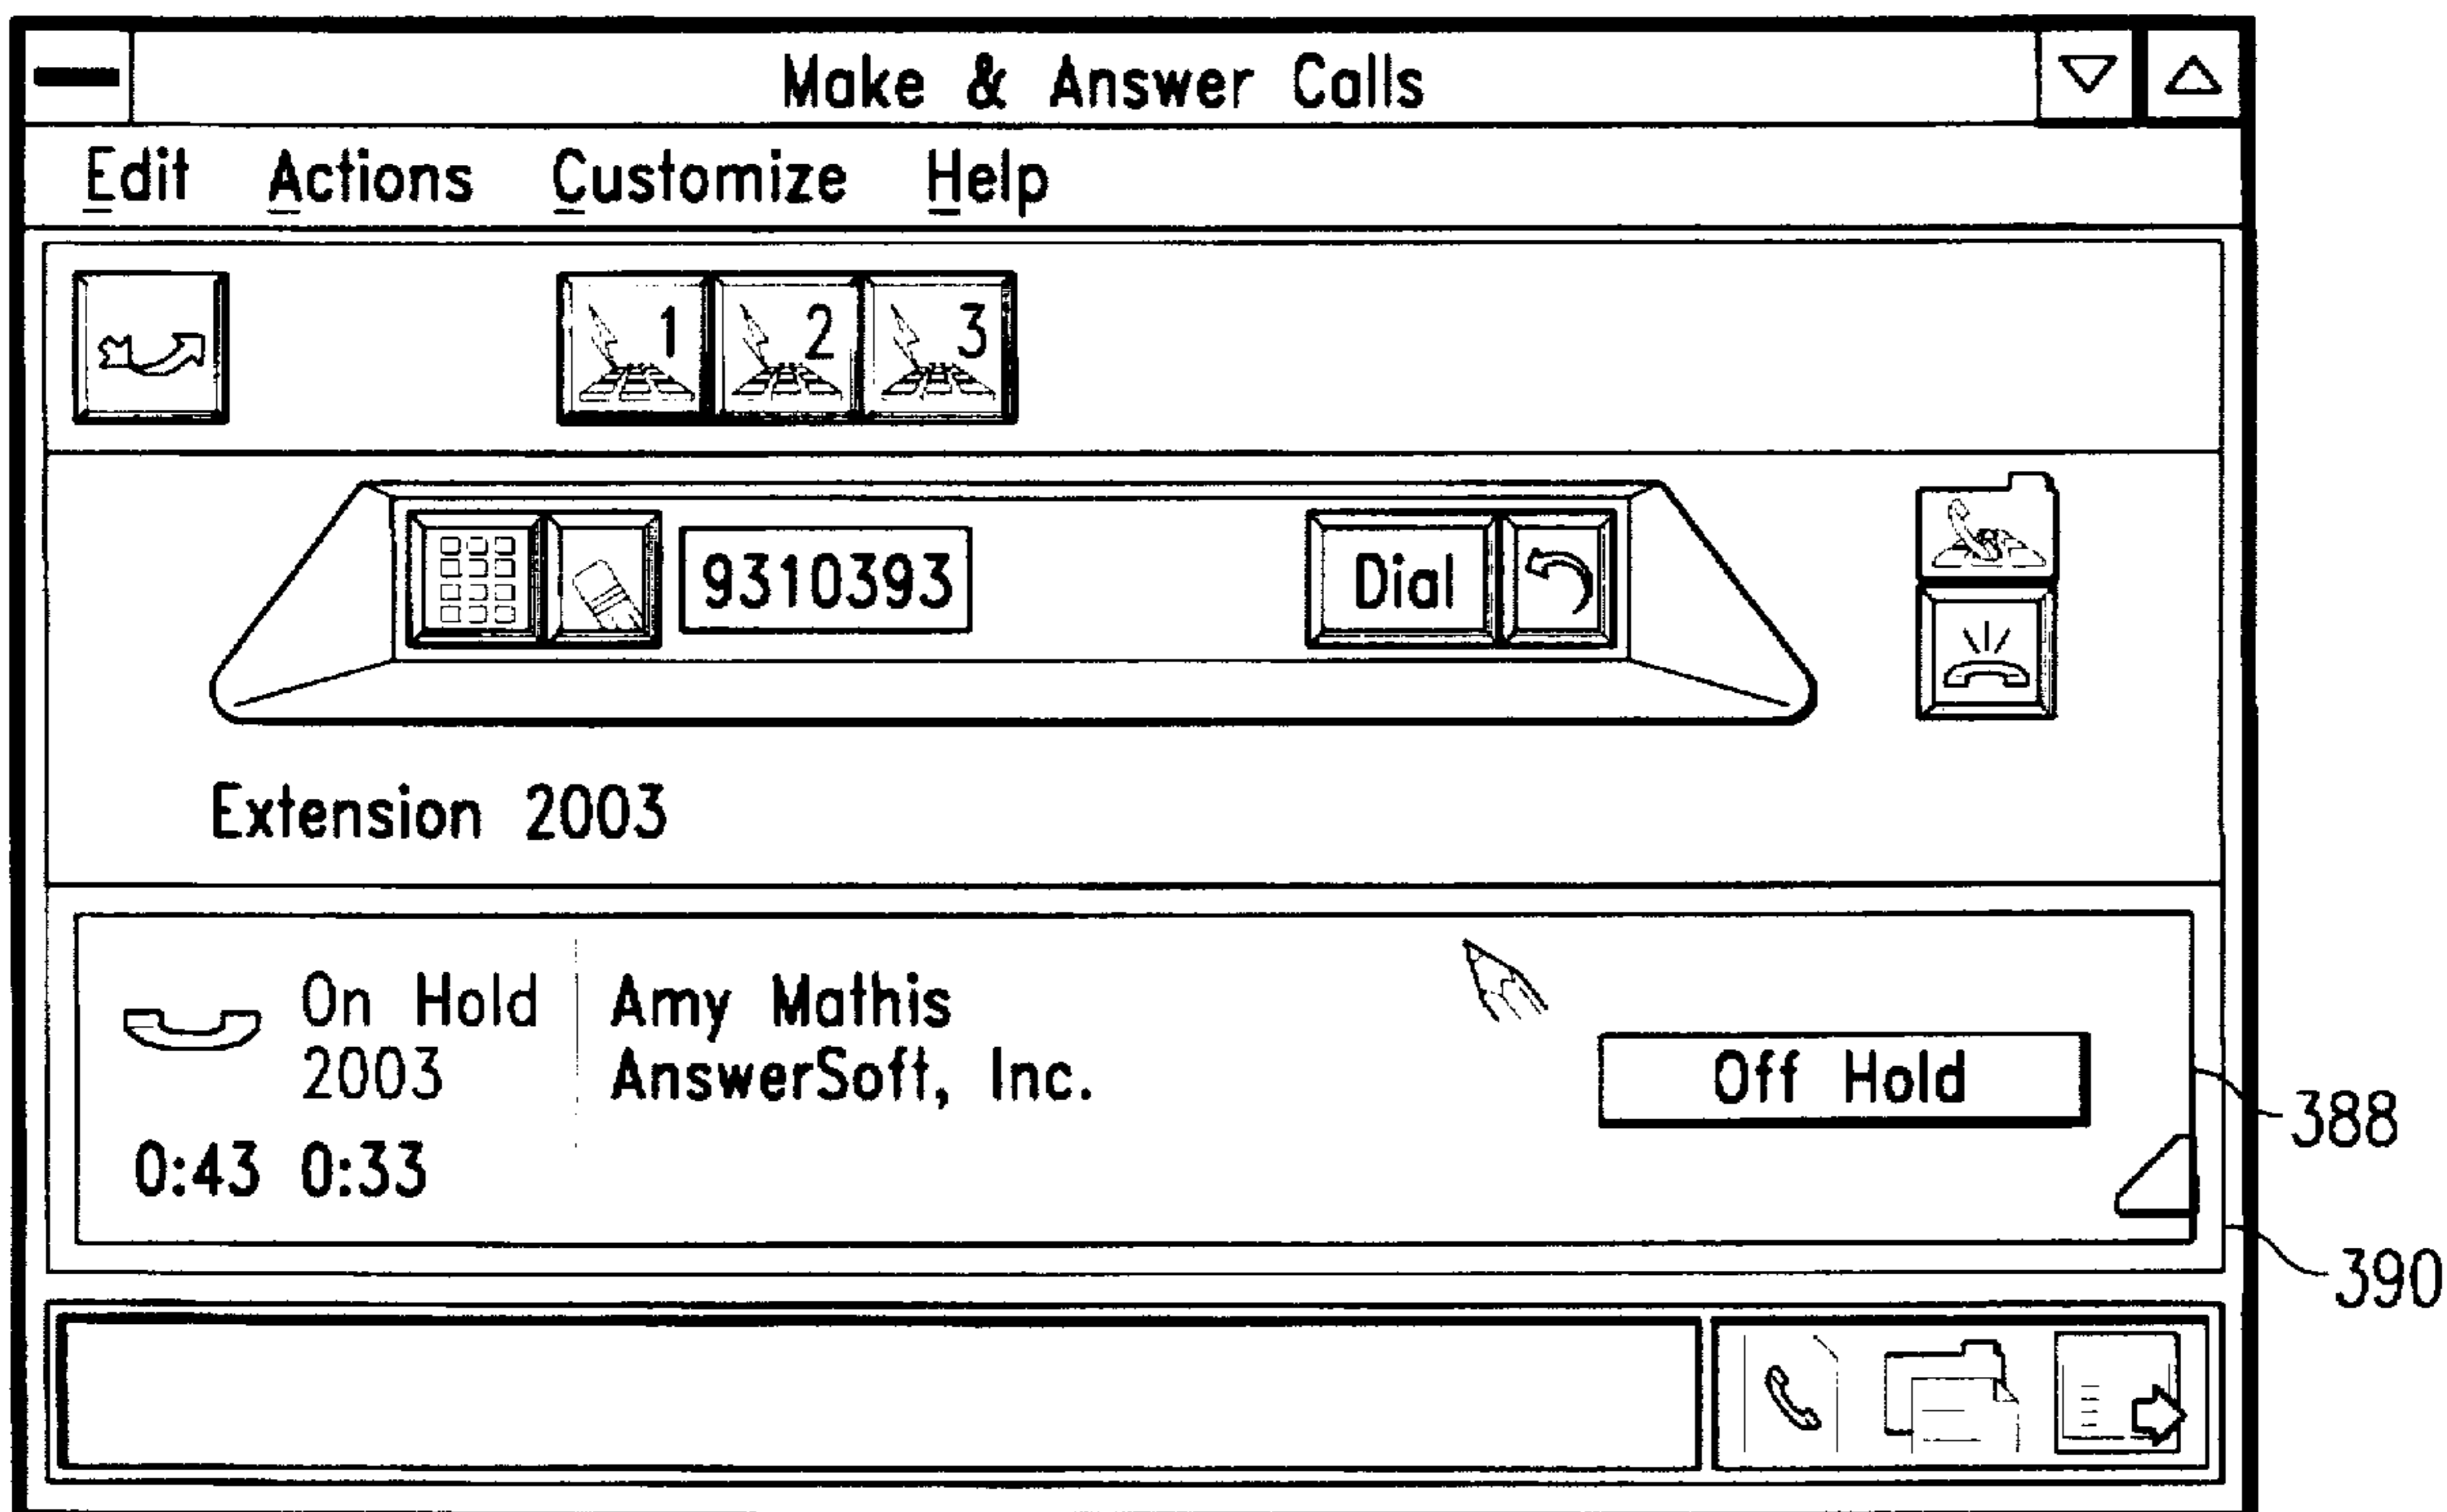 Make & Answer Calls
Edit Actions Customize Help
1 2 3
9310393 Dial
Extension 2003
On Hold Amy Mathis
2003 AnswerSoft, Inc.
Off Hold
388
0:43 0:33
390